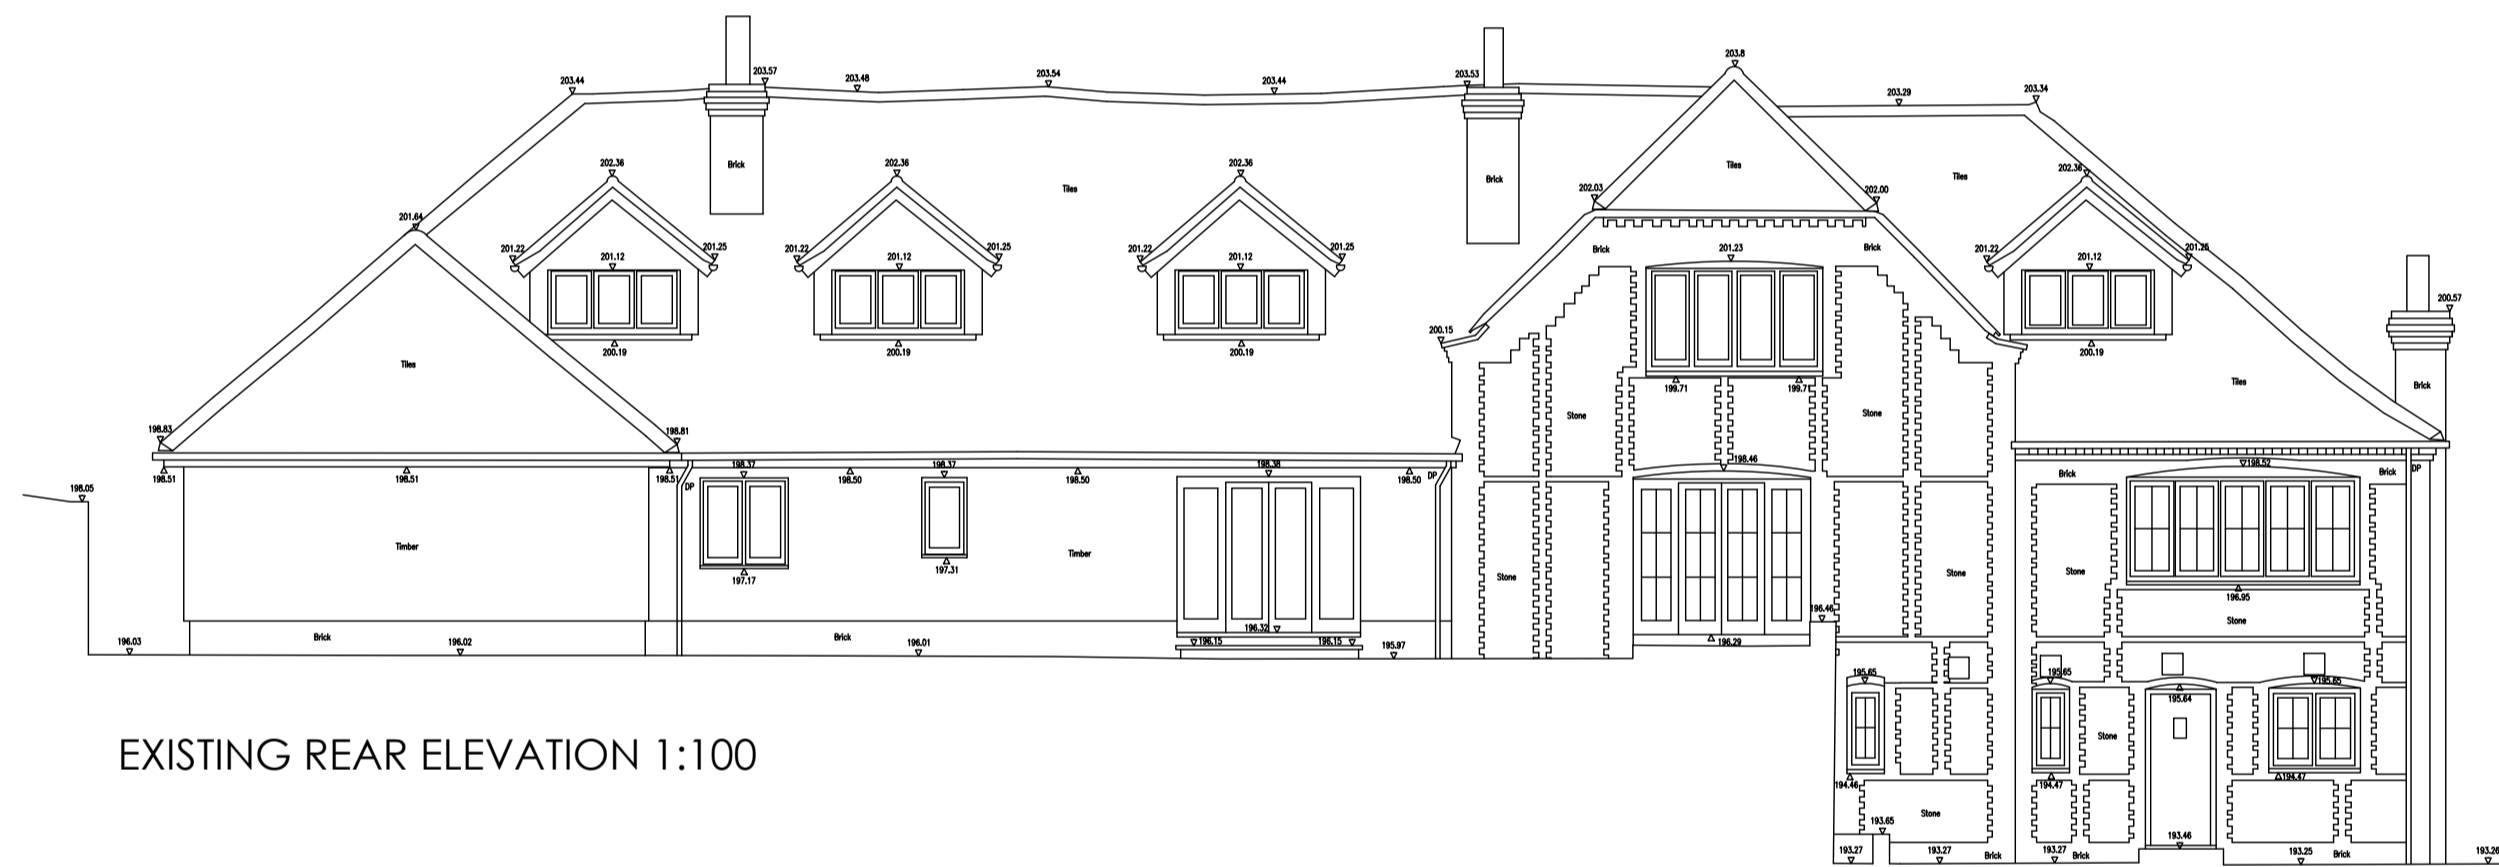 203.8
203.44
203.57
203.48
203.54
203.44
203.53
203.29
203.34
Brick
Brick
Tiles
Tiles
Tiles
202.36
202.36
202.36
202.36
202.03
202.00
201.64
201.22
201.25
201.22
201.25
201.22
201.25
201.22
201.25
201.12
201.12
201.12
201.12
Brick
Brick
201.23
200.57
200.15
200.19
200.19
200.19
200.19
Tiles
199.71
199.71
Tiles
Brick
Stone
Stone
198.83
198.81
198.51
198.51
198.51
198.37
198.50
198.37
198.50
198.38
198.50
198.46
198.52
DP
DP
DP
Brick
Brick
198.05
Timber
Timber
197.17
197.31
Stone
Stone
Stone
196.95
Stone
196.46
196.03
Brick
196.02
Brick
196.01
196.15
196.32
196.15
195.97
196.29
195.65
195.65
195.64
195.65
Stone
194.46
194.47
194.47
Stone
193.65
193.46
193.27
193.27
Brick
193.27
Brick
193.25
Brick
193.26
EXISTING REAR ELEVATION 1:100